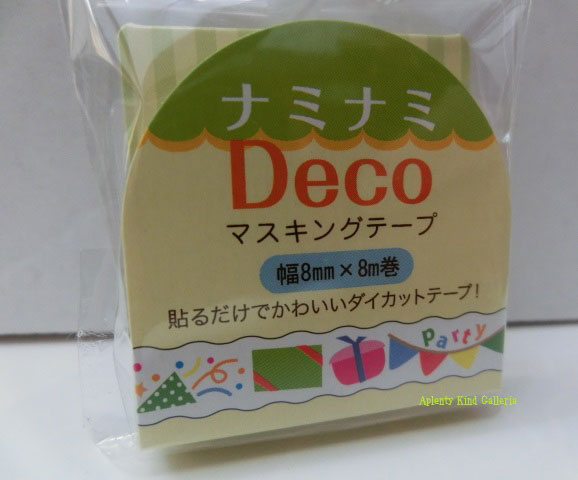 ナミナミ
Deco
マスキングテープ
幅8mm×8m巻
貼るだけでかわいいダイカットテープ!
Party
Aplenty Kind Gallerie